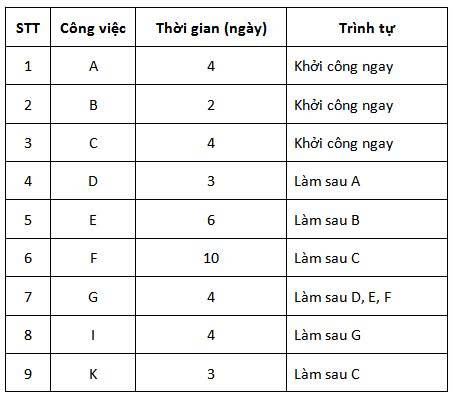 STT Công việc Thời gian (ngày) Trình tự
1 A 4 Khởi công ngay
2 B 2 Khởi công ngay
3 C 4 Khởi công ngay
4 D 3 Làm sau A
5 E 6 Làm sau B
6 F 10 Làm sau C
7 G 4 Làm sau D, E, F
8 I 4 Làm sau G
9 K 3 Làm sau C